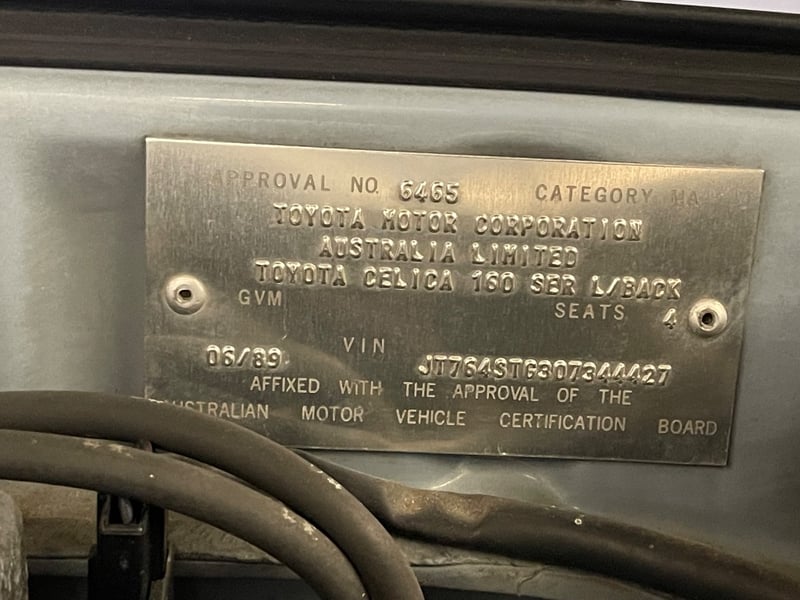 APPROVAL NO. 6465 CATEGORY MA
TOYOTA MOTOR CORPORATION
AUSTRALIA LIMITED
TOYOTA CELICA 160 SER L/BACK
GVM SEATS 4
VIN
06/89 JT764STG307344427
AFFIXED WITH THE APPROVAL OF THE
AUSTRALIAN MOTOR VEHICLE CERTIFICATION BOARD